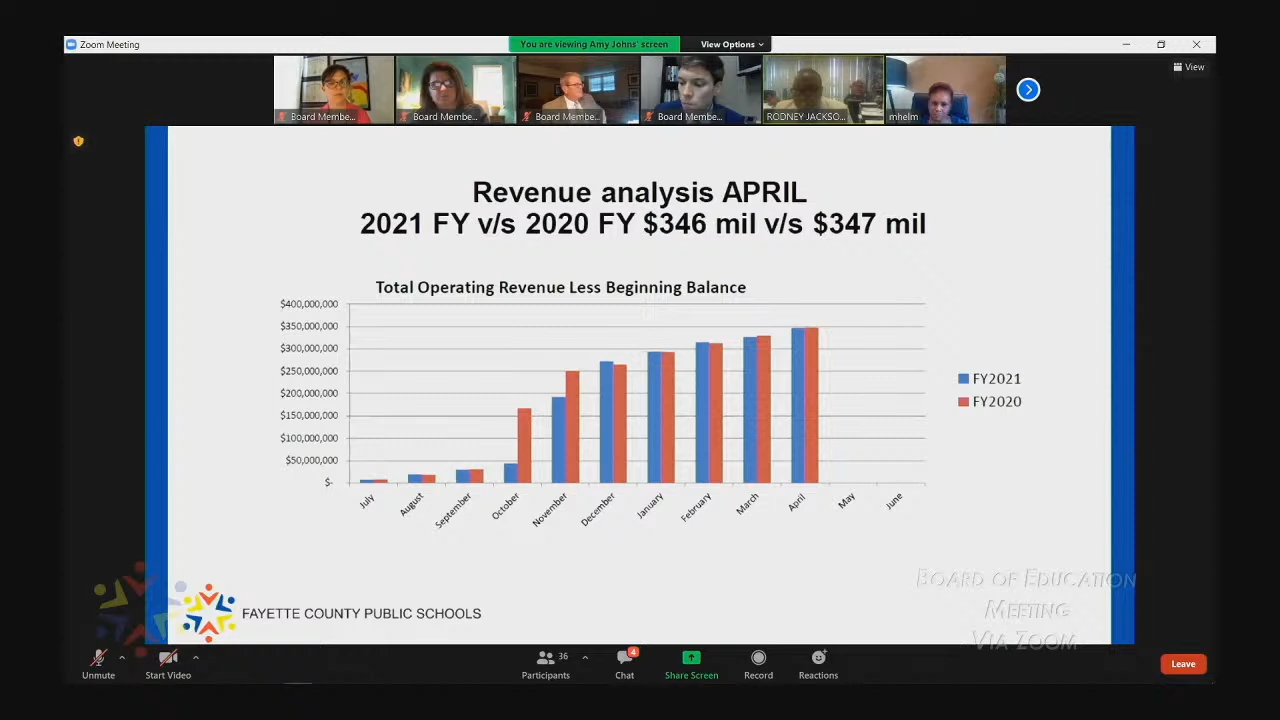 Zoom Meeting
You are viewing Amy Johns' screen
View Options
View
Board Membe...
Board Membe...
Board Membe...
Board Membe...
RODNEY JACKSO...
mhelm
Revenue analysis APRIL
2021 FY v/s 2020 FY $346 mil v/s $347 mil
Total Operating Revenue Less Beginning Balance
$400,000,000
$350,000,000
$300,000,000
$250,000,000
$200,000,000
$150,000,000
$100,000,000
$50,000,000
$-
July
August
September
October
November
December
January
February
March
April
May
June
FY2021
FY2020
FAYETTE COUNTY PUBLIC SCHOOLS
BOARD OF EDUCATION
MEETING
VIA ZOOM
Unmute
Start Video
36
Participants
4
Chat
Share Screen
Record
Reactions
Leave